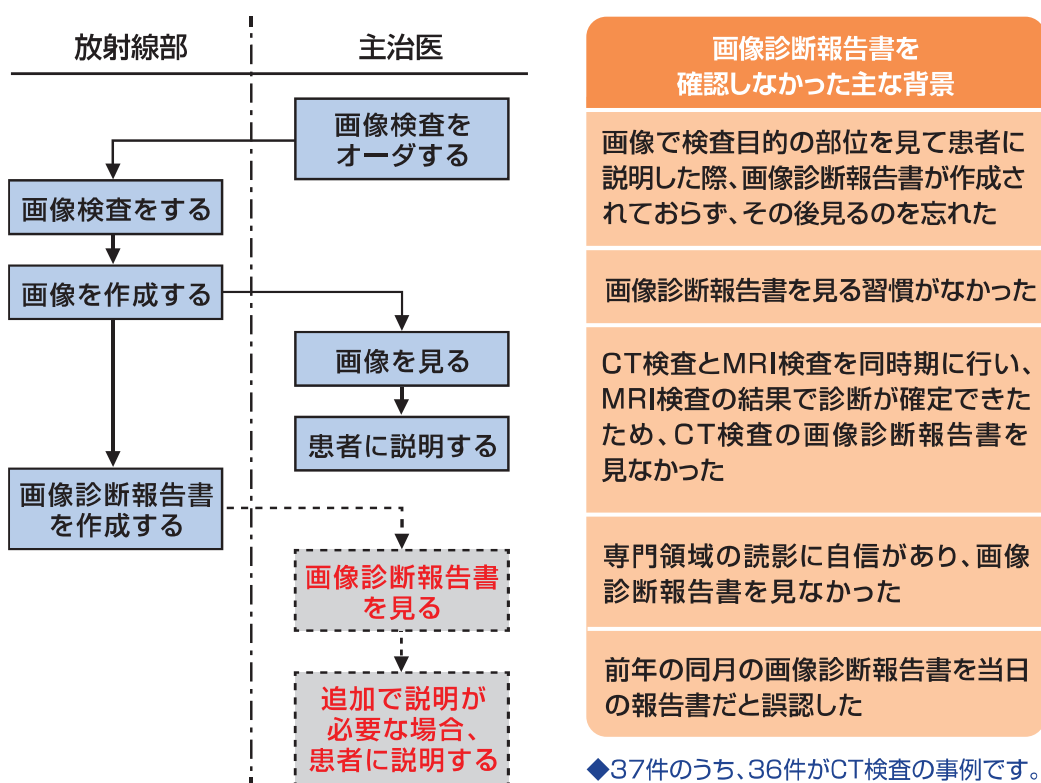 放射線部
主治医
画像検査を
オーダする
画像検査をする
画像を作成する
画像を見る
患者に説明する
画像診断報告書
を作成する
画像診断報告書
を見る
追加で説明が
必要な場合、
患者に説明する
画像診断報告書を
確認しなかった主な背景
画像で検査目的の部位を見て患者に
説明した際、画像診断報告書が作成さ
れておらず、その後見るのを忘れた
画像診断報告書を見る習慣がなかった
CT検査とMRI検査を同時期に行い、
MRI検査の結果で診断が確定できた
ため、CT検査の画像診断報告書を
見なかった
専門領域の読影に自信があり、画像
診断報告書を見なかった
前年の同月の画像診断報告書を当日
の報告書だと誤認した
◆37件のうち、36件がCT検査の事例です。